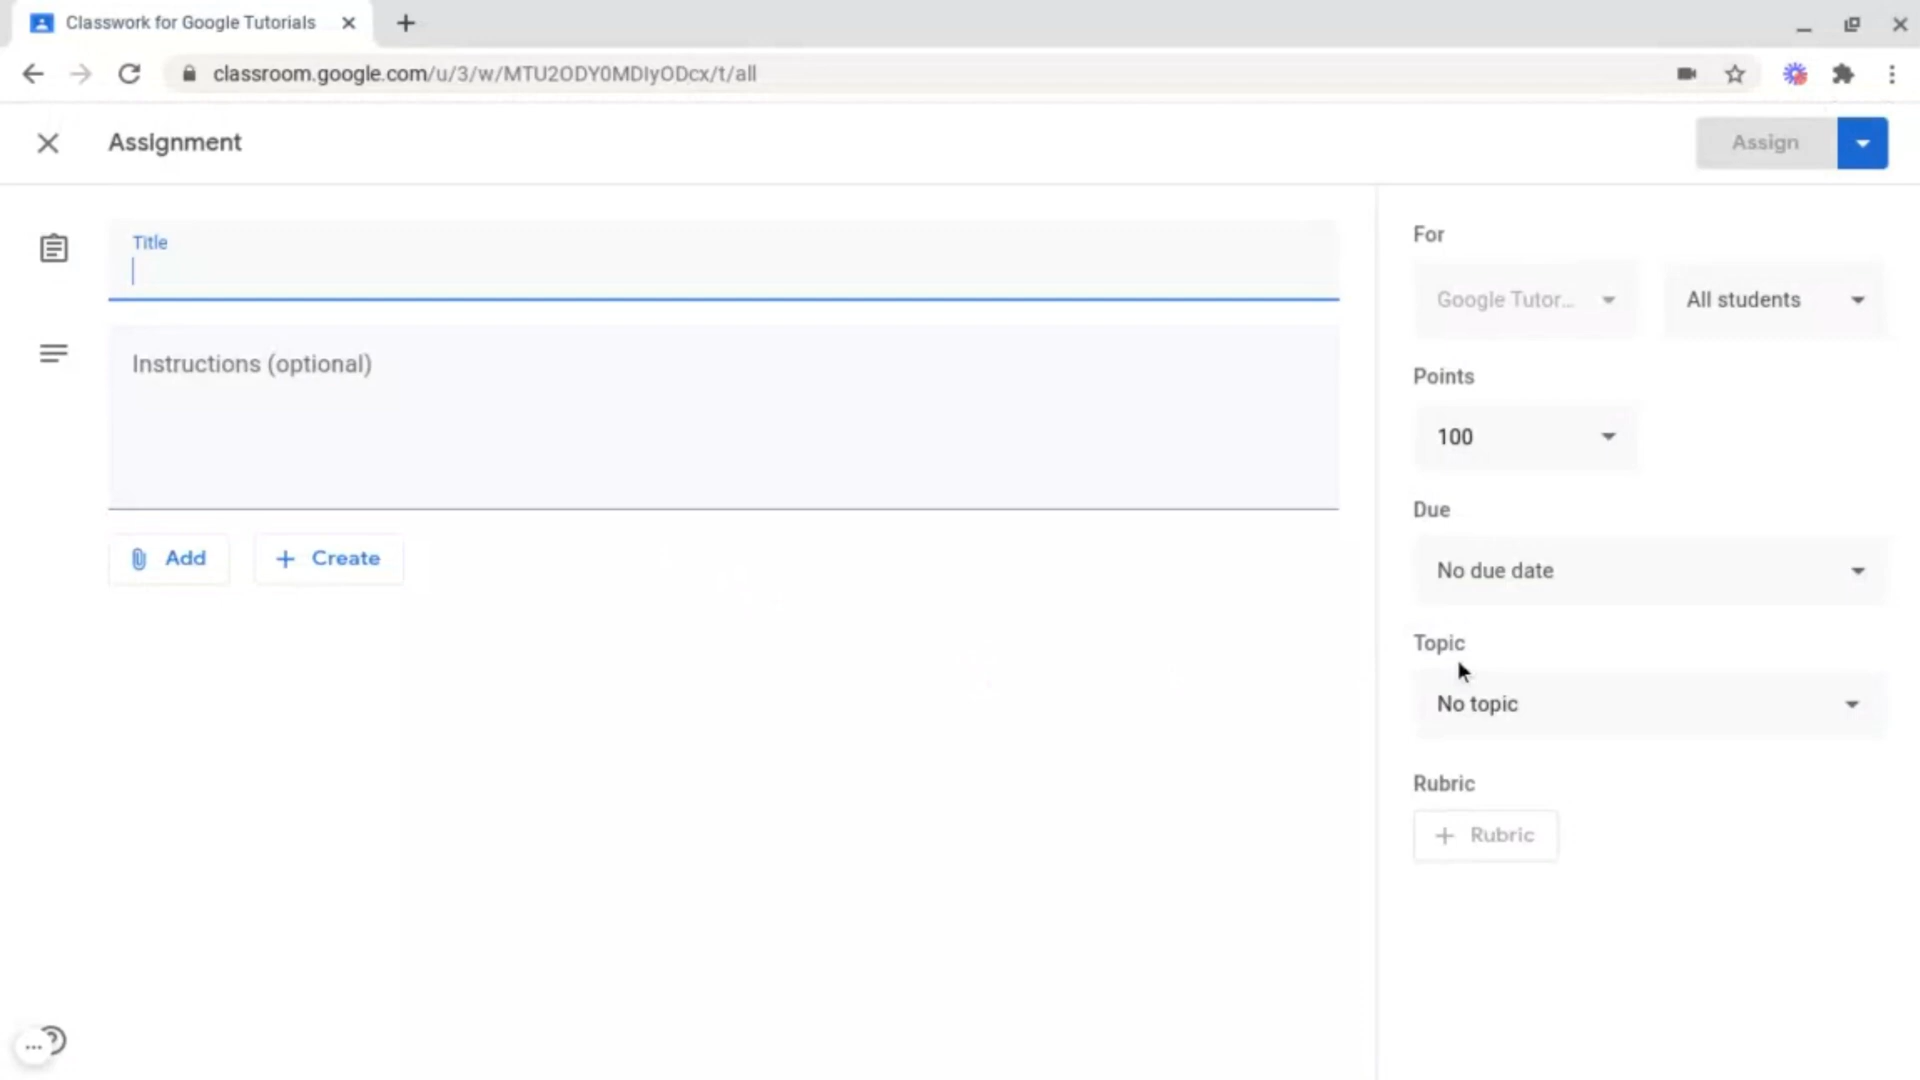 Classwork for Google Tutorials
classroom.google.com/u/3/w/MTU2ODY0MDIyODcx/t/all
Assignment
Assign
Title
For
Google Tutor...
All students
Instructions (optional)
Points
100
Due
Add
Create
No due date
Topic
No topic
Rubric
Rubric